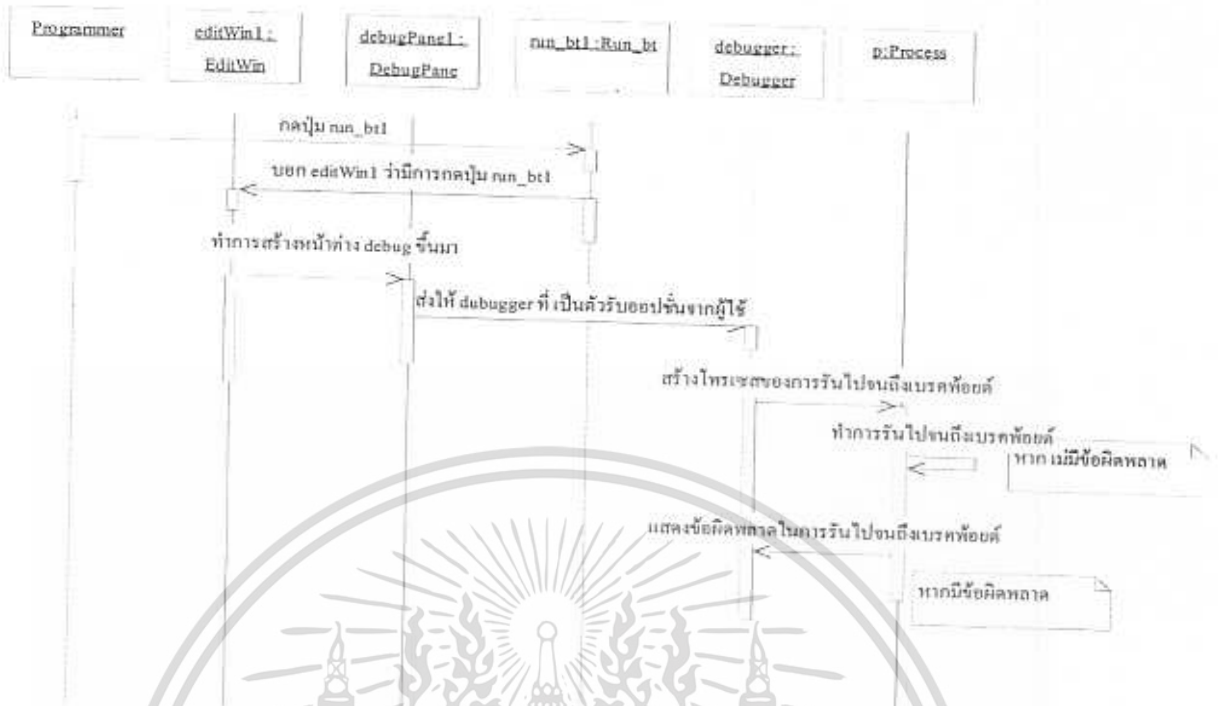 Programmer
editWin1 :
EditWin
debugPane1 :
DebugPane
run_bt1 :Run_bt
debugger :
Debugger
p:Process
กดปุ่ม run_bt1
บอก editWin1 ว่ามีการกดปุ่ม run_bt1
ทำการสร้างหน้าต่าง debug ขึ้นมา
ส่งให้ dubugger ที่ เป็นตัวรับออปชั่นจากผู้ใช้
สร้างโพรเซสของการรันไปจนถึงเบรคพ้อยต์
ทำการรันไปจนถึงเบรคพ้อยต์
หาก ไม่มีข้อผิดพลาด
แสดงข้อผิดพลาดในการรันไปจนถึงเบรคพ้อยต์
หากมีข้อผิดพลาด